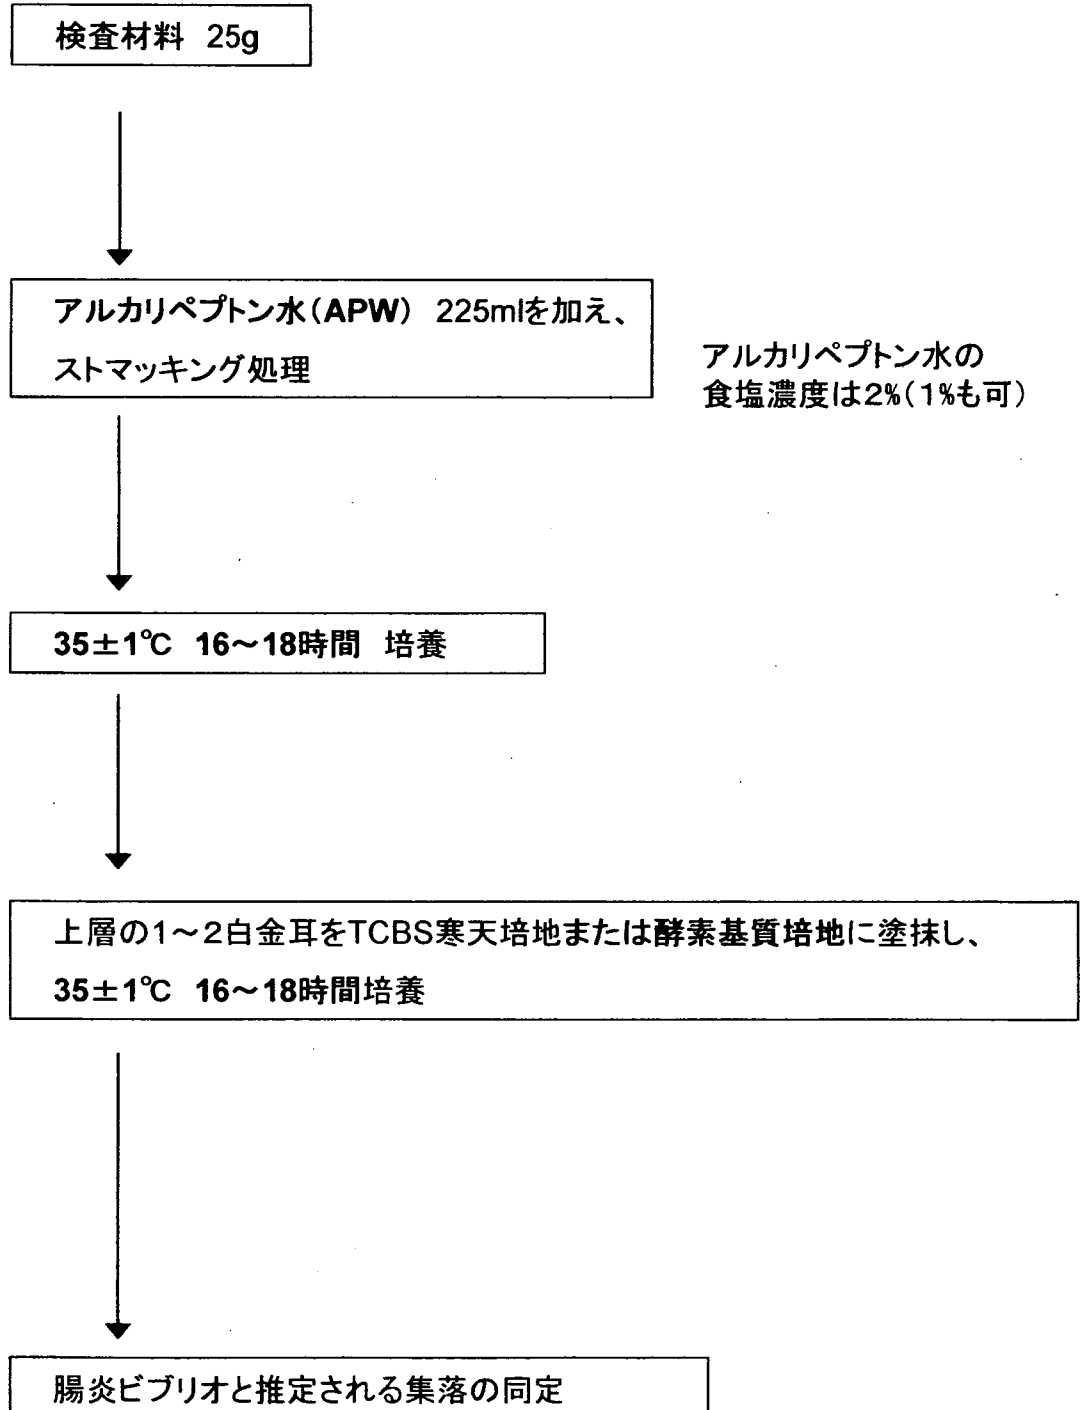 検査材料 25g
アルカリペプトン水(APW) 225mlを加え、
ストマッキング処理
アルカリペプトン水の
食塩濃度は2%(1%も可)
35±1℃ 16～18時間 培養
上層の1～2白金耳をTCBS寒天培地または酵素基質培地に塗抹し、
35±1℃ 16～18時間培養
腸炎ビブリオと推定される集落の同定